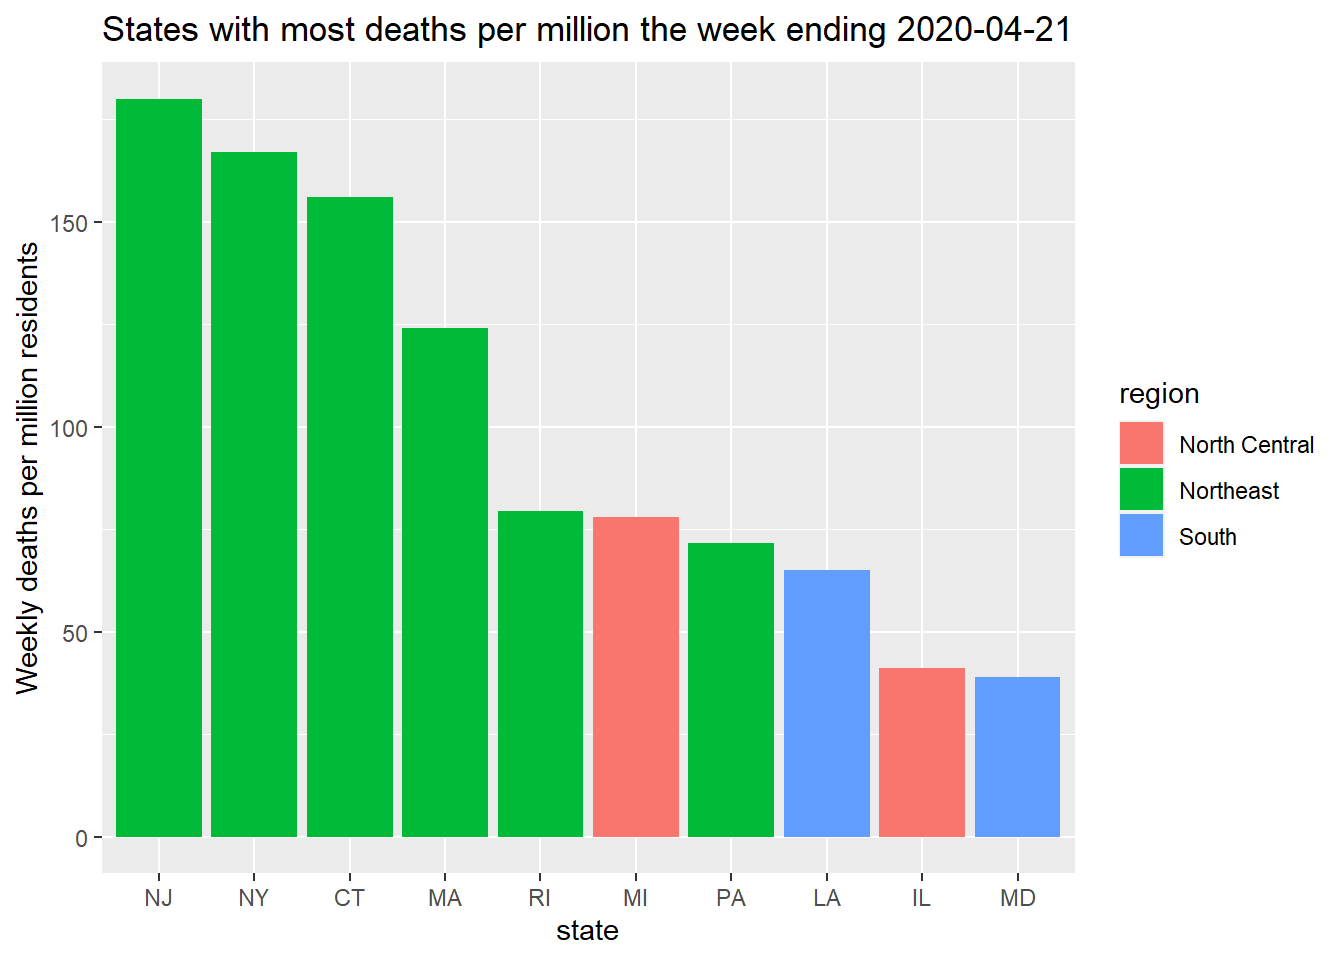 States with most deaths per million the week ending 2020-04-21
Weekly deaths per million residents
150
100
50
0
NJ NY CT MA RI MI PA LA IL MD
state
region
North Central
Northeast
South